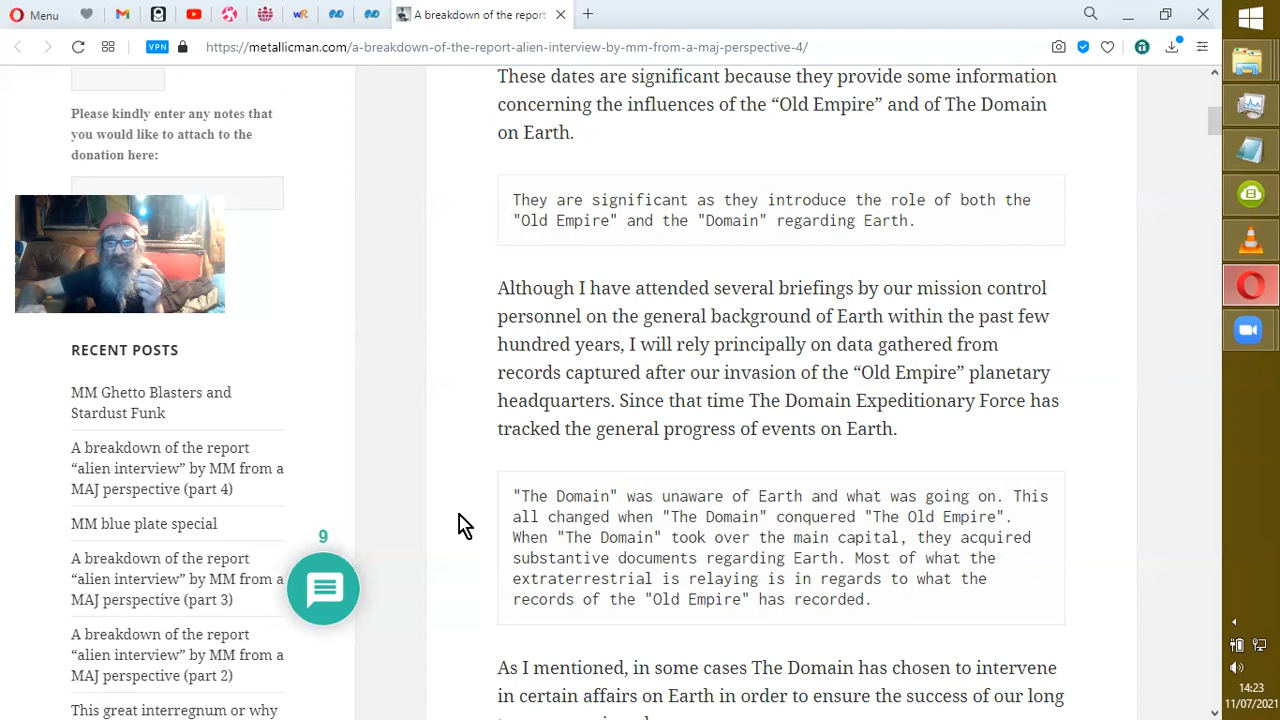 Menu
A breakdown of the report
VPN
https://metallicman.com/a-breakdown-of-the-report-alien-interview-by-mm-from-a-maj-perspective-4/
Please kindly enter any notes that
you would like to attach to the
donation here:
RECENT POSTS
MM Ghetto Blasters and
Stardust Funk
A breakdown of the report
“alien interview” by MM from a
MAJ perspective (part 4)
MM blue plate special
A breakdown of the report
“alien interview” by MM from a
MAJ perspective (part 3)
A breakdown of the report
“alien interview” by MM from a
MAJ perspective (part 2)
This great interregnum or why
9
These dates are significant because they provide some information
concerning the influences of the “Old Empire” and of The Domain
on Earth.
They are significant as they introduce the role of both the
"Old Empire" and the "Domain" regarding Earth.
Although I have attended several briefings by our mission control
personnel on the general background of Earth within the past few
hundred years, I will rely principally on data gathered from
records captured after our invasion of the “Old Empire” planetary
headquarters. Since that time The Domain Expeditionary Force has
tracked the general progress of events on Earth.
"The Domain" was unaware of Earth and what was going on. This
all changed when "The Domain" conquered "The Old Empire".
When "The Domain" took over the main capital, they acquired
substantive documents regarding Earth. Most of what the
extraterrestrial is relaying is in regards to what the
records of the "Old Empire" has recorded.
As I mentioned, in some cases The Domain has chosen to intervene
in certain affairs on Earth in order to ensure the success of our long
14:23
11/07/2021